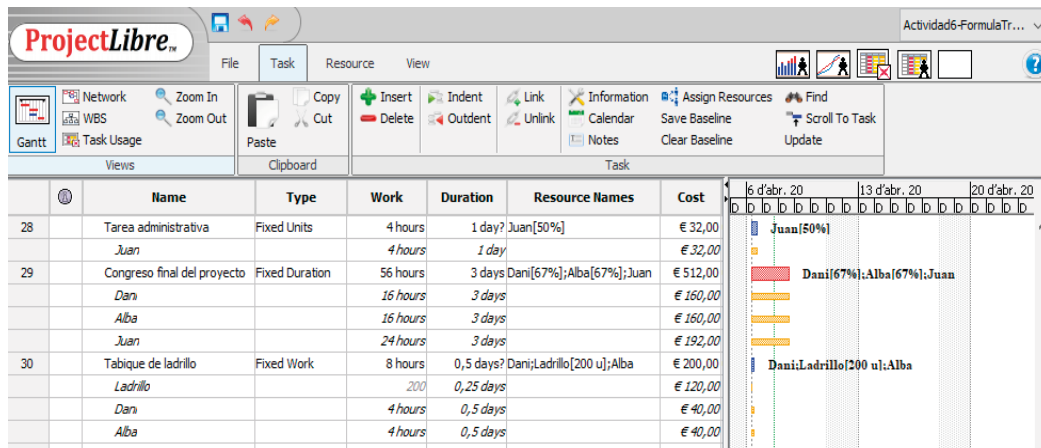 Actividad6-FormulaTr...
ProjectLibre™
File Task Resource View
Network Zoom In Copy Insert Indent Link Information Assign Resources Find
WBS Zoom Out Cut Delete Outdent Unlink Calendar Save Baseline Scroll To Task
Gantt Task Usage Paste Notes Clear Baseline Update
Views Clipboard Task
Name Type Work Duration Resource Names Cost 6 d'abr. 20 13 d'abr. 20 20 d'abr. 20
D D D D D D D D D D D D D D D D D D D
28 Tarea administrativa Fixed Units 4 hours 1 day? Juan[50%] € 32,00 Juan[50%]
Juan 4 hours 1 day € 32,00
29 Congreso final del proyecto Fixed Duration 56 hours 3 days Dani[67%];Alba[67%];Juan € 512,00 Dani[67%];Alba[67%];Juan
Dani 16 hours 3 days € 160,00
Alba 16 hours 3 days € 160,00
Juan 24 hours 3 days € 192,00
30 Tabique de ladrillo Fixed Work 8 hours 0,5 days? Dani;Ladrillo[200 u];Alba € 200,00 Dani;Ladrillo[200 u];Alba
Ladrillo 200 0,25 days € 120,00
Dani 4 hours 0,5 days € 40,00
Alba 4 hours 0,5 days € 40,00